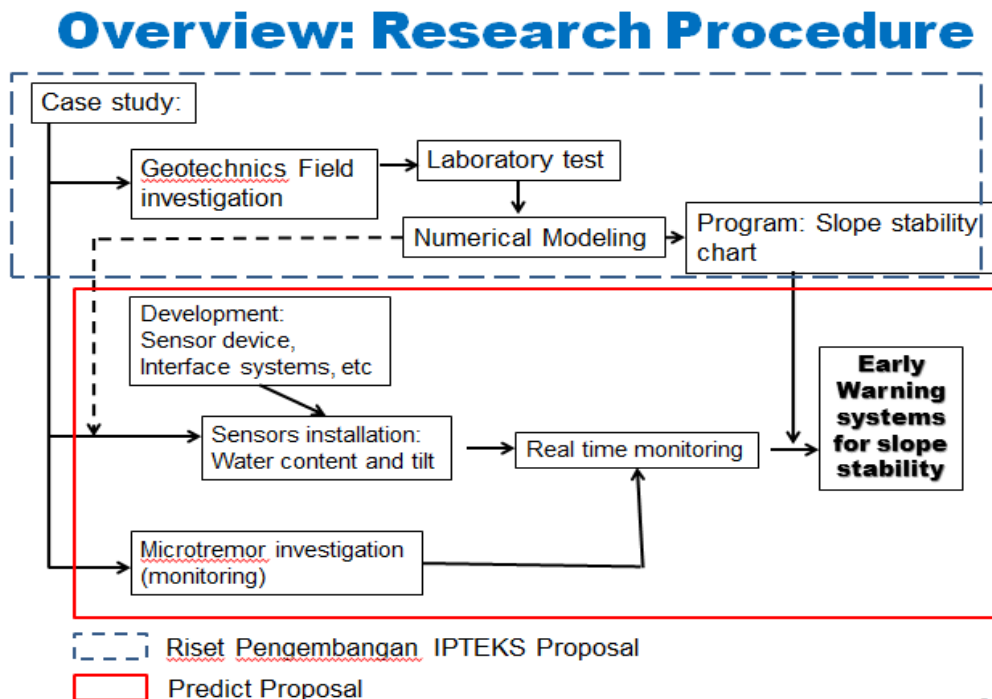 Overview: Research Procedure
Case study:
Geotechnics Field
investigation
Laboratory test
Numerical Modeling
Program: Slope stability
chart
Development:
Sensor device,
Interface systems, etc
Sensors installation:
Water content and tilt
Real time monitoring
Early
Warning
systems
for slope
stability
Microtremor investigation
(monitoring)
Riset Pengembangan IPTEKS Proposal
Predict Proposal